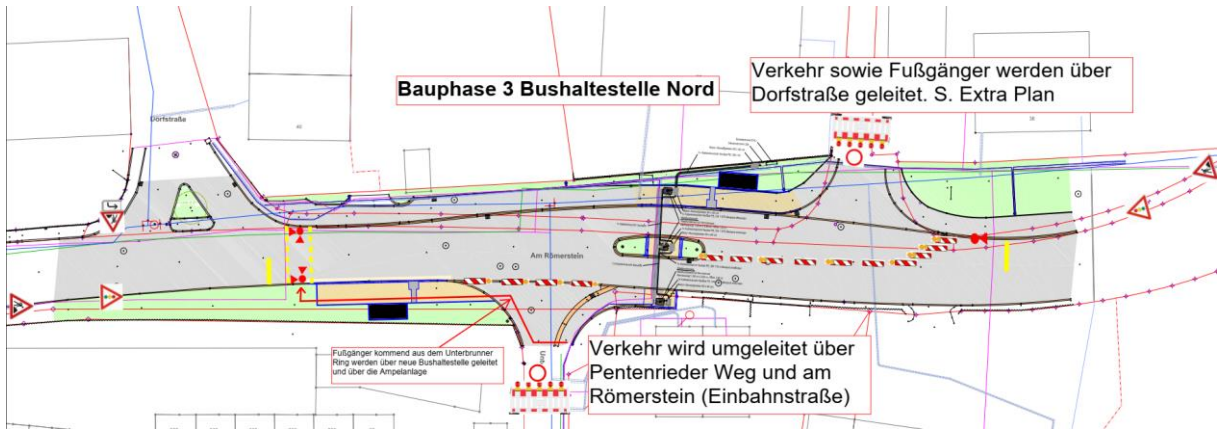 Bauphase 3 Bushaltestelle Nord
Verkehr sowie Fußgänger werden über
Dorfstraße geleitet. S. Extra Plan
Dorfstraße
40
38
Am Römerstein
Fußgänger kommend aus dem Unterbrunner
Ring werden über neue Bushaltestelle geleitet
und über die Ampelanlage
Verkehr wird umgeleitet über
Pentenrieder Weg und am
Römerstein (Einbahnstraße)